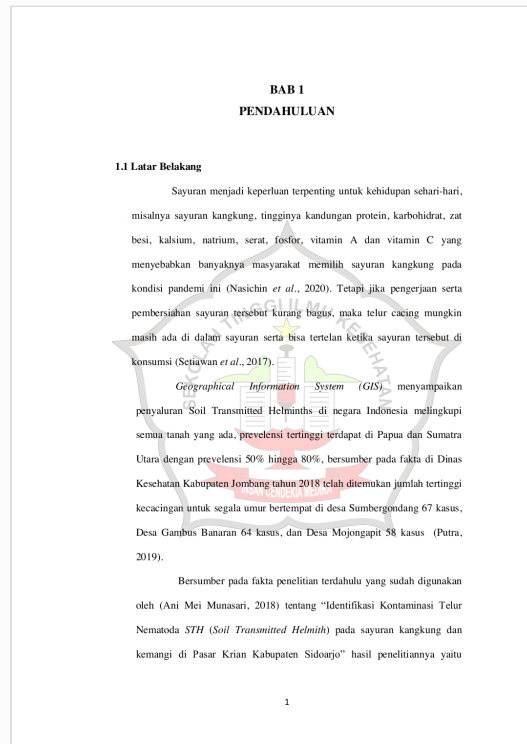 BAB 1
PENDAHULUAN
1.1 Latar Belakang
Sayuran menjadi keperluan terpenting untuk kehidupan sehari-hari,
misalnya sayuran kangkung, tingginya kandungan protein, karbohidrat, zat
besi, kalsium, natrium, serat, fosfor, vitamin A dan vitamin C yang
menyebabkan banyaknya masyarakat memilih sayuran kangkung pada
kondisi pandemi ini (Nasichin et al., 2020). Tetapi jika pengerjaan serta
pembersiahan sayuran tersebut kurang bagus, maka telur cacing mungkin
masih ada di dalam sayuran serta bisa tertelan ketika sayuran tersebut di
konsumsi (Setiawan et al., 2017).
Geographical Information System (GIS) menyampaikan
penyaluran Soil Transmitted Helminths di negara Indonesia melingkupi
semua tanah yang ada, prevelensi tertinggi terdapat di Papua dan Sumatra
Utara dengan prevelensi 50% hingga 80%, bersumber pada fakta di Dinas
Kesehatan Kabupaten Jombang tahun 2018 telah ditemukan jumlah tertinggi
kecacingan untuk segala umur bertempat di desa Sumbergondang 67 kasus,
Desa Gambus Banaran 64 kasus, dan Desa Mojongapit 58 kasus (Putra,
2019).
Bersumber pada fakta penelitian terdahulu yang sudah digunakan
oleh (Ani Mei Munasari, 2018) tentang “Identifikasi Kontaminasi Telur
Nematoda STH (Soil Transmitted Helmith) pada sayuran kangkung dan
kemangi di Pasar Krian Kabupaten Sidoarjo” hasil penelitiannya yaitu
SEKOLAH TINGGI ILMU KESEHATAN
INSAN CENDEKIA MEDIKA
1